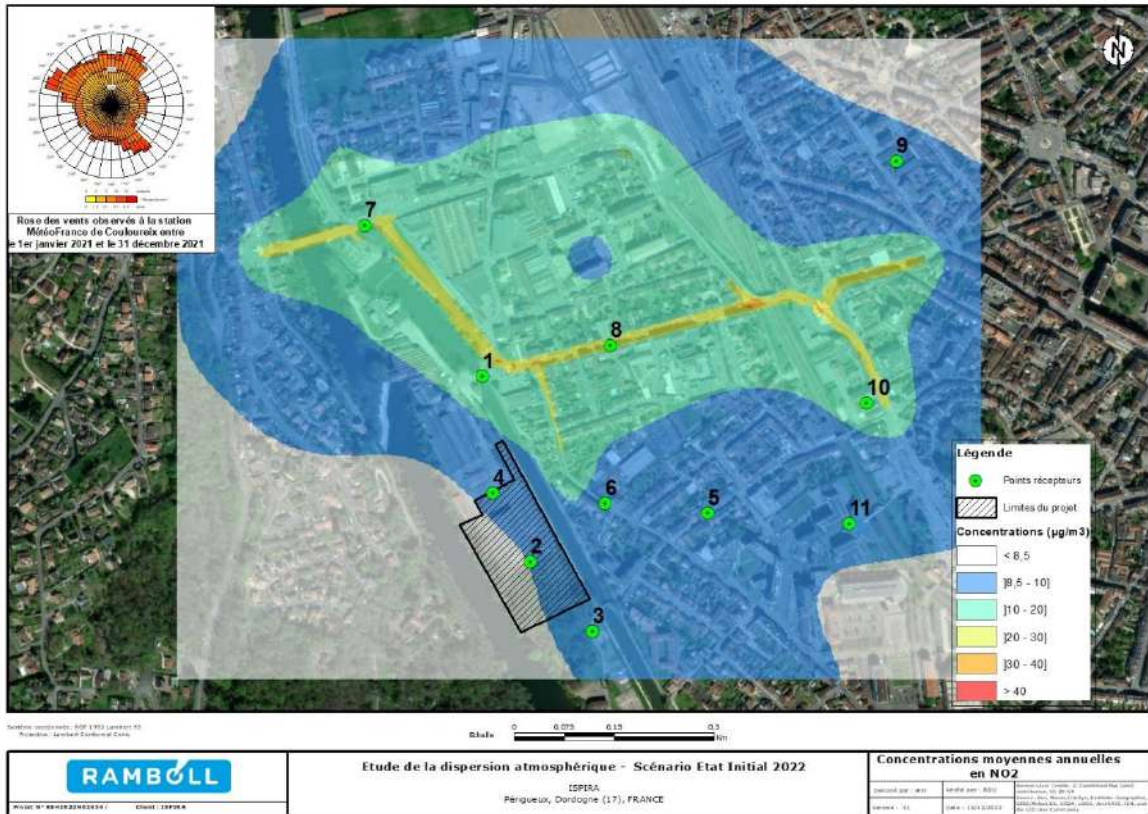 N
Rose des vents observés à la station
MétéoFrance de Couloureix entre
le 1er janvier 2021 et le 31 décembre 2021
9
7
8
1
10
4
6
5
11
2
3
Légende
Points récepteurs
Limites du projet
Concentrations (µg/m3)
< 8,5
]8,5 - 10]
]10 - 20]
]20 - 30]
]30 - 40]
> 40
Echelle
0 0,075 0,15 0,3
Km
RAMBOLL
Client : ISPIRA
Etude de la dispersion atmosphérique - Scénario Etat Initial 2022
ISPIRA
Périgueux, Dordogne (17), FRANCE
Concentrations moyennes annuelles
en NO2